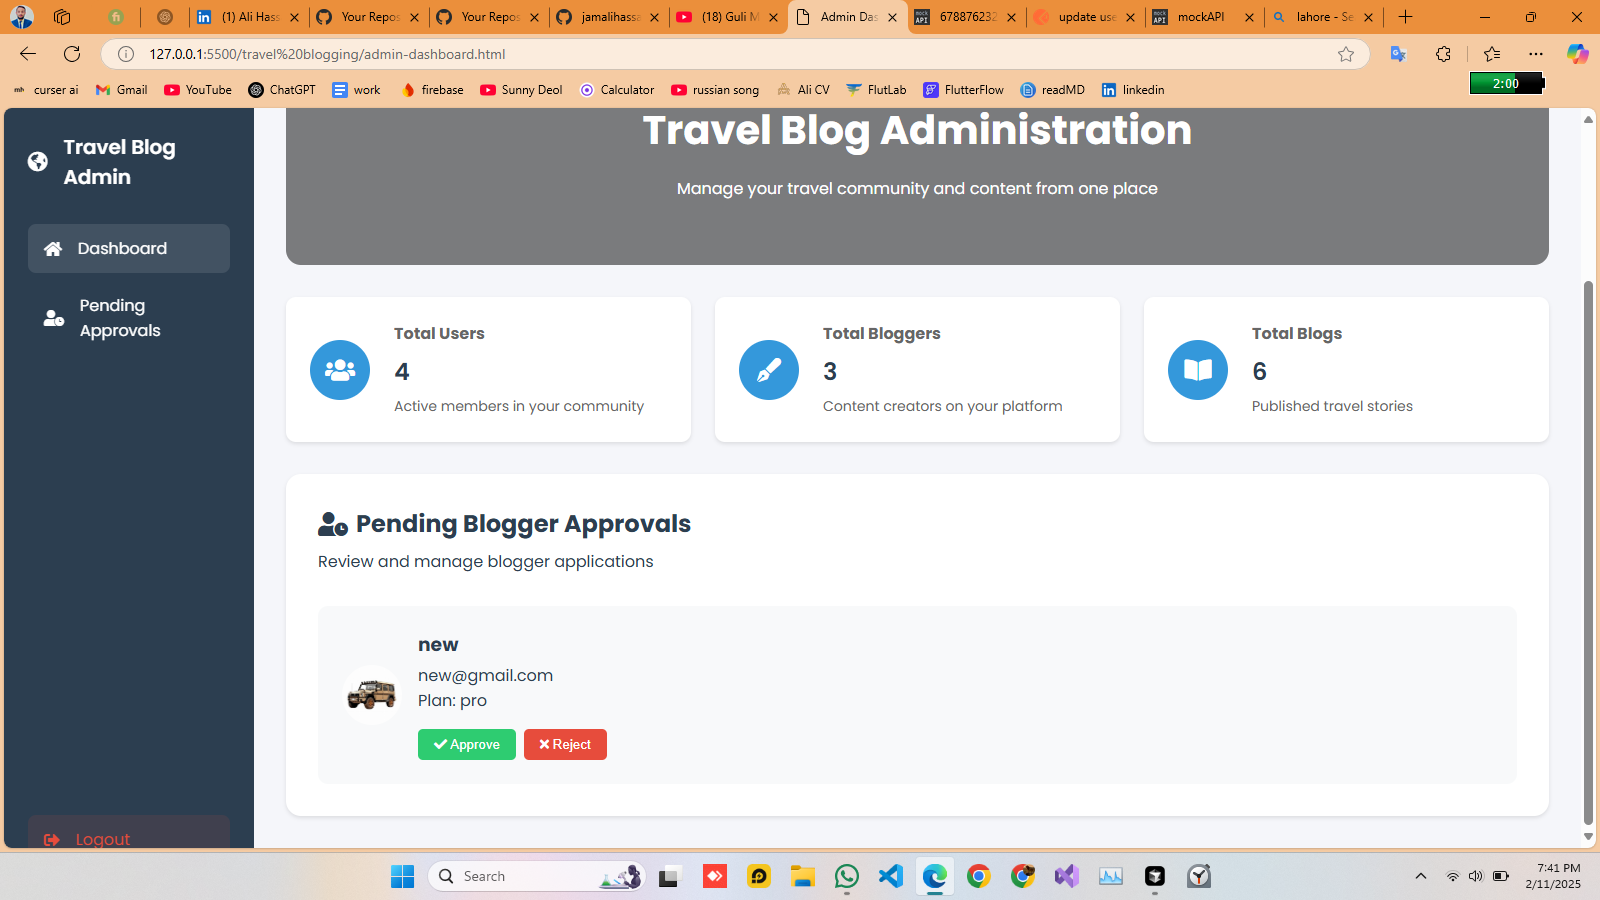 (1) Ali Hass
Your Repos
Your Repos
jamalihassa
(18) Guli M
Admin Das
678876232
update use
mockAPI
lahore - Se
127.0.0.1:5500/travel%20blogging/admin-dashboard.html
curser ai
Gmail
YouTube
ChatGPT
work
firebase
Sunny Deol
Calculator
russian song
Ali CV
FlutLab
FlutterFlow
readMD
linkedin
2:00
Travel Blog
Admin
Dashboard
Pending
Approvals
Logout
Travel Blog Administration
Manage your travel community and content from one place
Total Users
4
Active members in your community
Total Bloggers
3
Content creators on your platform
Total Blogs
6
Published travel stories
Pending Blogger Approvals
Review and manage blogger applications
new
new@gmail.com
Plan: pro
Approve
Reject
Search
7:41 PM
2/11/2025